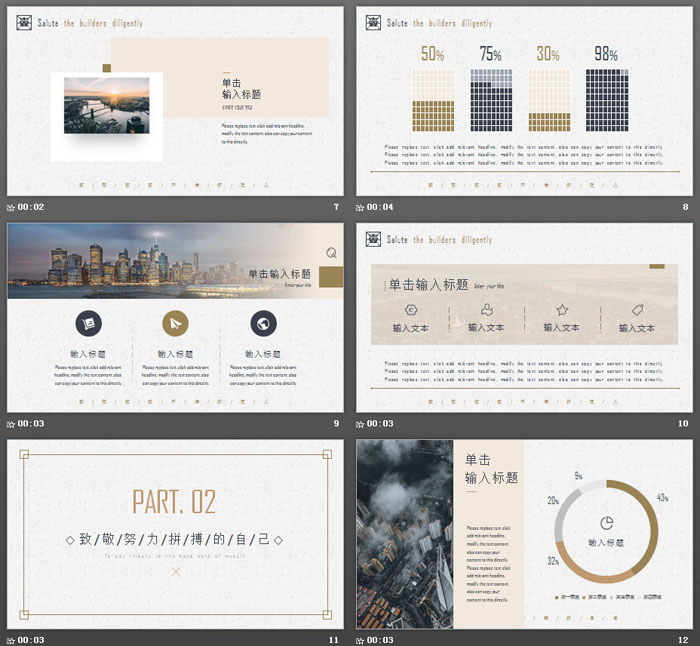 Salute the builders diligently
单击
输入标题
Enter your title
Please replace text, click add relevant headline,
modify the text content, also can copy your content
to this directly.
00:02
7
Salute the builders diligently
50%
75%
30%
98%
Please replace text, click add relevant headline, modify the text content, also can copy your content to this directly.
Please replace text, click add relevant headline, modify the text content, also can copy your content to this directly.
Please replace text, click add relevant headline, modify the text content, also can copy your content to this directly.
00:04
8
单击输入标题
Enter your title
输入标题
Please replace text, click add relevant
headline, modify the text content, also
can copy your content to this directly.
输入标题
Please replace text, click add relevant
headline, modify the text content, also
can copy your content to this directly.
输入标题
Please replace text, click add relevant
headline, modify the text content, also
can copy your content to this directly.
00:03
9
Salute the builders diligently
单击输入标题 Enter your title
输入文本
输入文本
输入文本
输入文本
Please replace text, click add relevant headline, modify the text content, also can copy your content to this directly.
Please replace text, click add relevant headline, modify the text content, also can copy your content to this directly.
Please replace text, click add relevant headline, modify the text content, also can copy your content to this directly.
00:03
10
PART. 02
致/敬/努/力/拼/搏/的/自/己
To pay tribute to the hard work of myself
00:03
11
单击
输入标题
Please replace text, click
add relevant headline,
modify the text content,
also can copy your
content to this directly.
Please replace text, click
add relevant headline,
modify the text content,
also can copy your
content to this directly.
9%
20%
43%
32%
输入标题
第一季度
第二季度
第三季度
第四季度
00:03
12